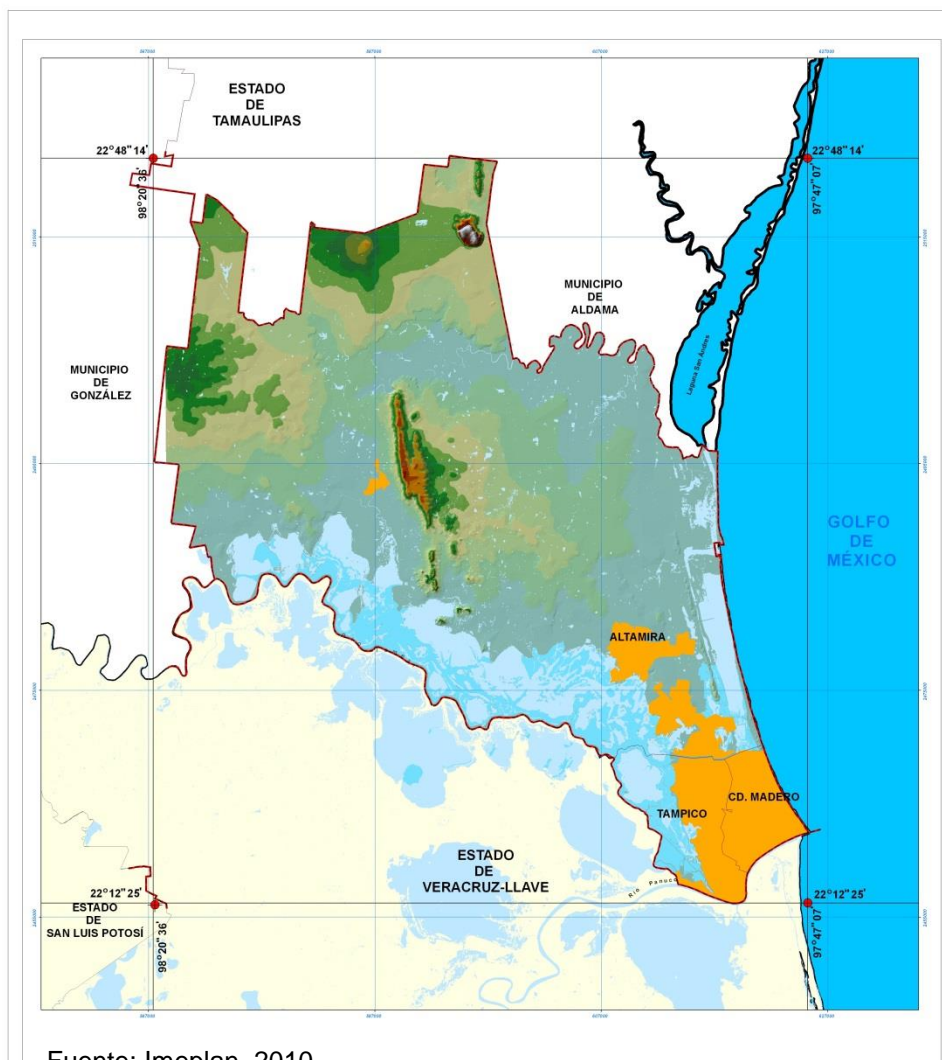 ESTADO
DE
TAMAULIPAS
22°48"14'
98°20"36'
22°48"14'
97°47"07'
MUNICIPIO
DE
ALDAMA
Laguna San Andres
MUNICIPIO
DE
GONZÁLEZ
GOLFO
DE
MÉXICO
ALTAMIRA
CD. MADERO
TAMPICO
ESTADO
DE
VERACRUZ-LLAVE
Río Panuco
22°12"25'
98°20"36'
ESTADO
DE
SAN LUIS POTOSÍ
22°12"25'
97°47"07'
Fuente: Imeplan, 2010